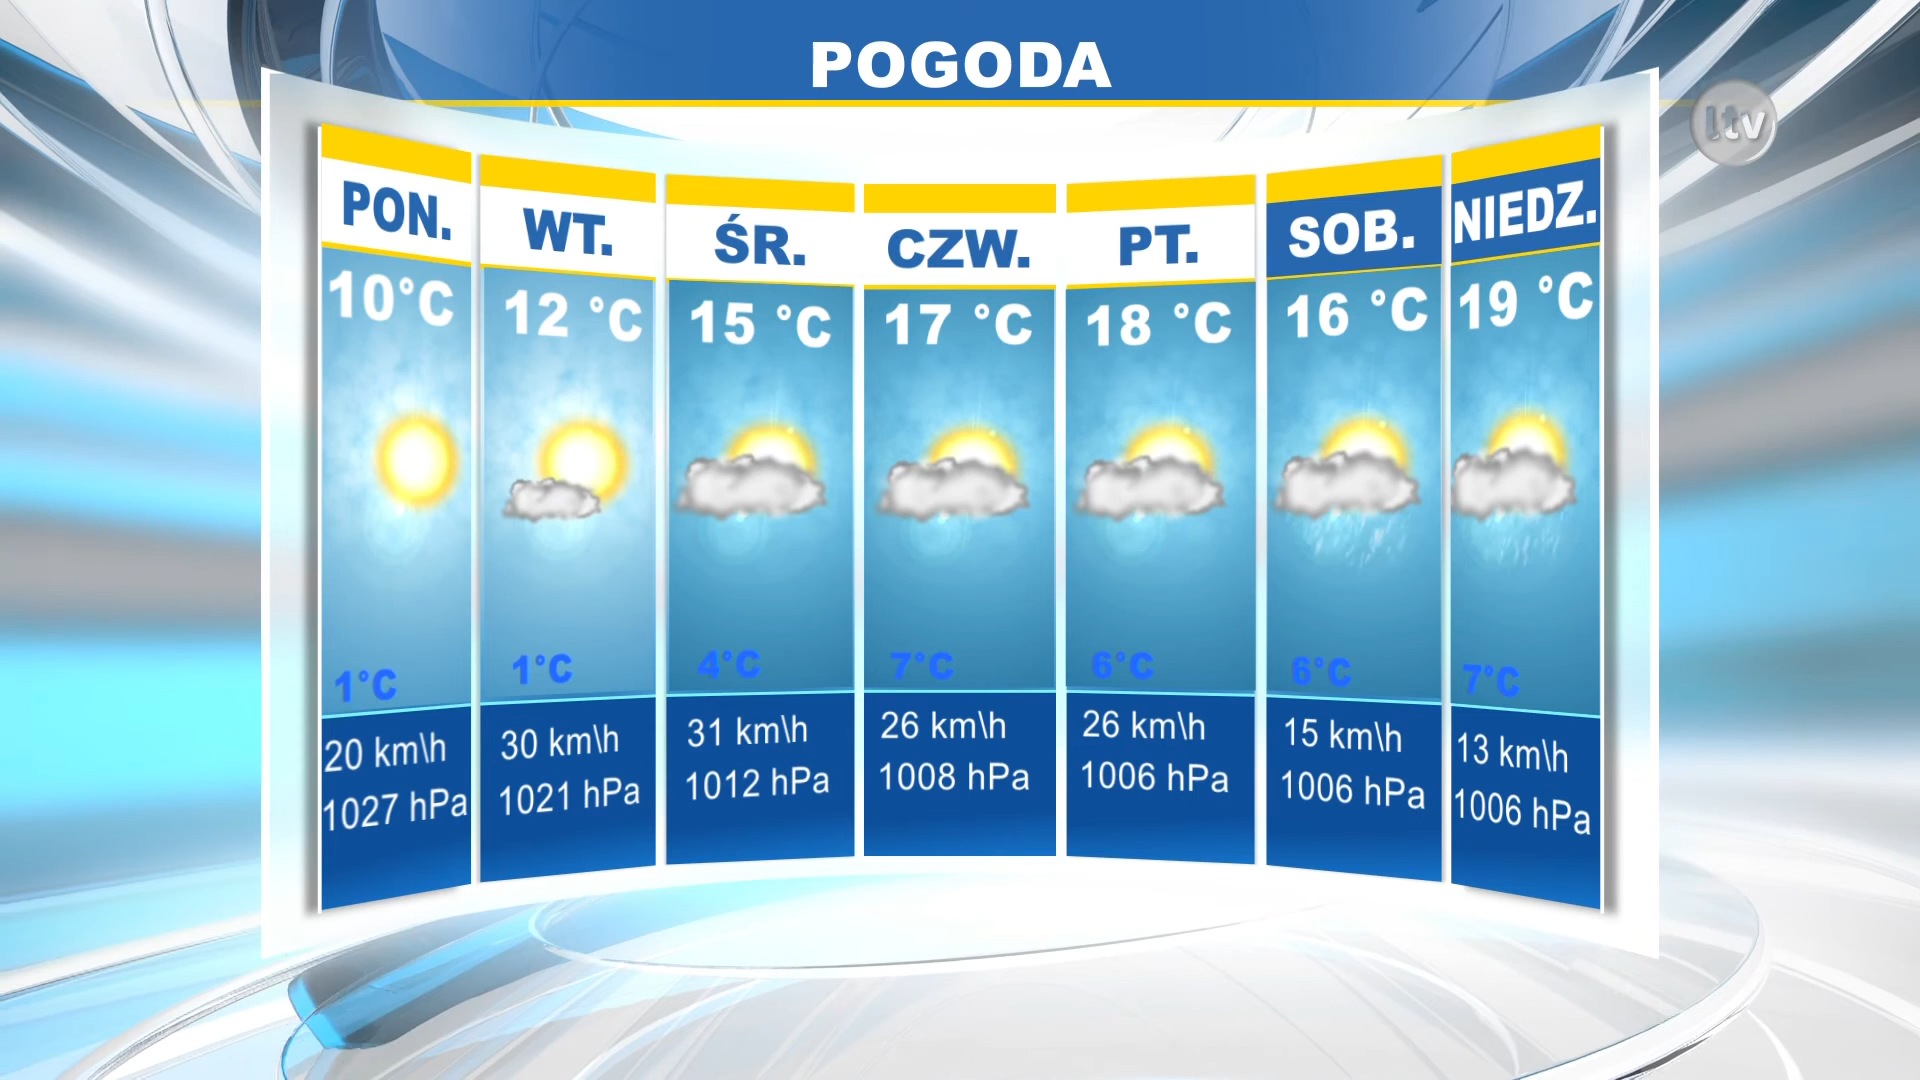 POGODA
ltv
PON.
10°C
1°C
20 km\h
1027 hPa
WT.
12 °C
1°C
30 km\h
1021 hPa
ŚR.
15 °C
4°C
31 km\h
1012 hPa
CZW.
17 °C
7°C
26 km\h
1008 hPa
PT.
18 °C
6°C
26 km\h
1006 hPa
SOB.
16 °C
6°C
15 km\h
1006 hPa
NIEDZ.
19 °C
7°C
13 km\h
1006 hPa